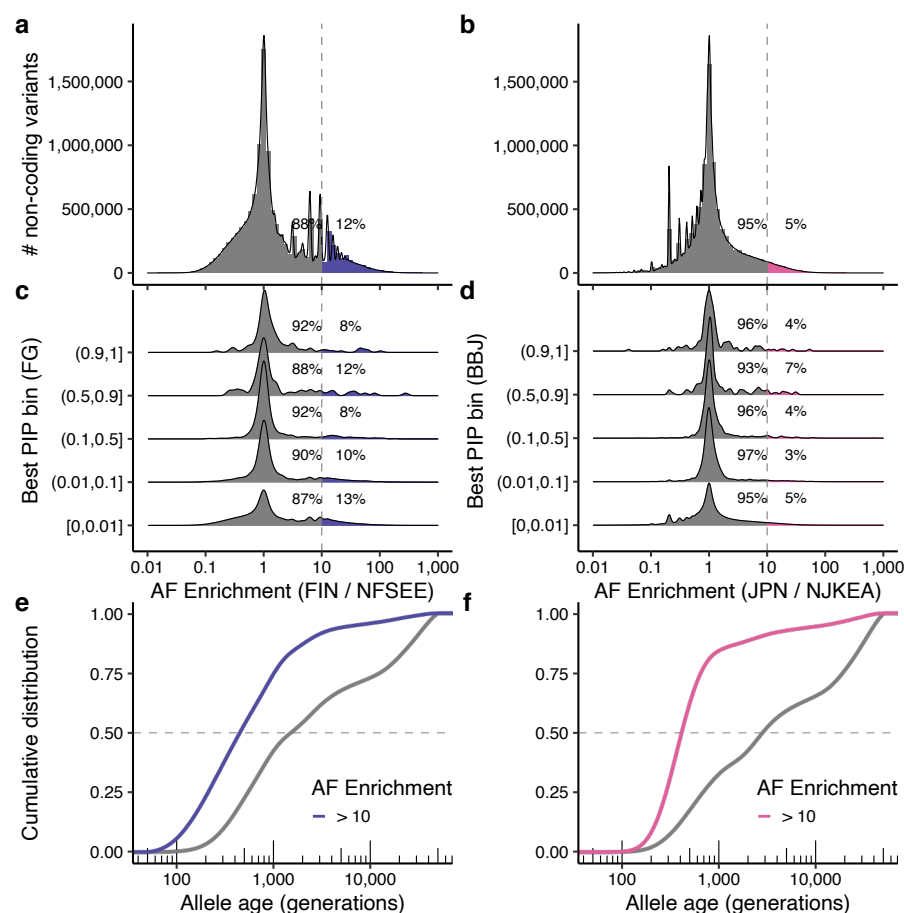 a
# non-coding variants
1,500,000
1,000,000
500,000
0
88% 12%
b
1,500,000
1,000,000
500,000
0
95% 5%
c
Best PIP bin (FG)
(0.9,1]
(0.5,0.9]
(0.1,0.5]
(0.01,0.1]
[0,0.01]
92% 8%
88% 12%
92% 8%
90% 10%
87% 13%
0.01 0.1 1 10 100 1,000
AF Enrichment (FIN / NFSEE)
d
Best PIP bin (BBJ)
(0.9,1]
(0.5,0.9]
(0.1,0.5]
(0.01,0.1]
[0,0.01]
96% 4%
93% 7%
96% 4%
97% 3%
95% 5%
0.01 0.1 1 10 100 1,000
AF Enrichment (JPN / NJKEA)
e
Cumulative distribution
1.00
0.75
0.50
0.25
0.00
AF Enrichment
> 10
100 1,000 10,000
Allele age (generations)
f
1.00
0.75
0.50
0.25
0.00
AF Enrichment
> 10
100 1,000 10,000
Allele age (generations)